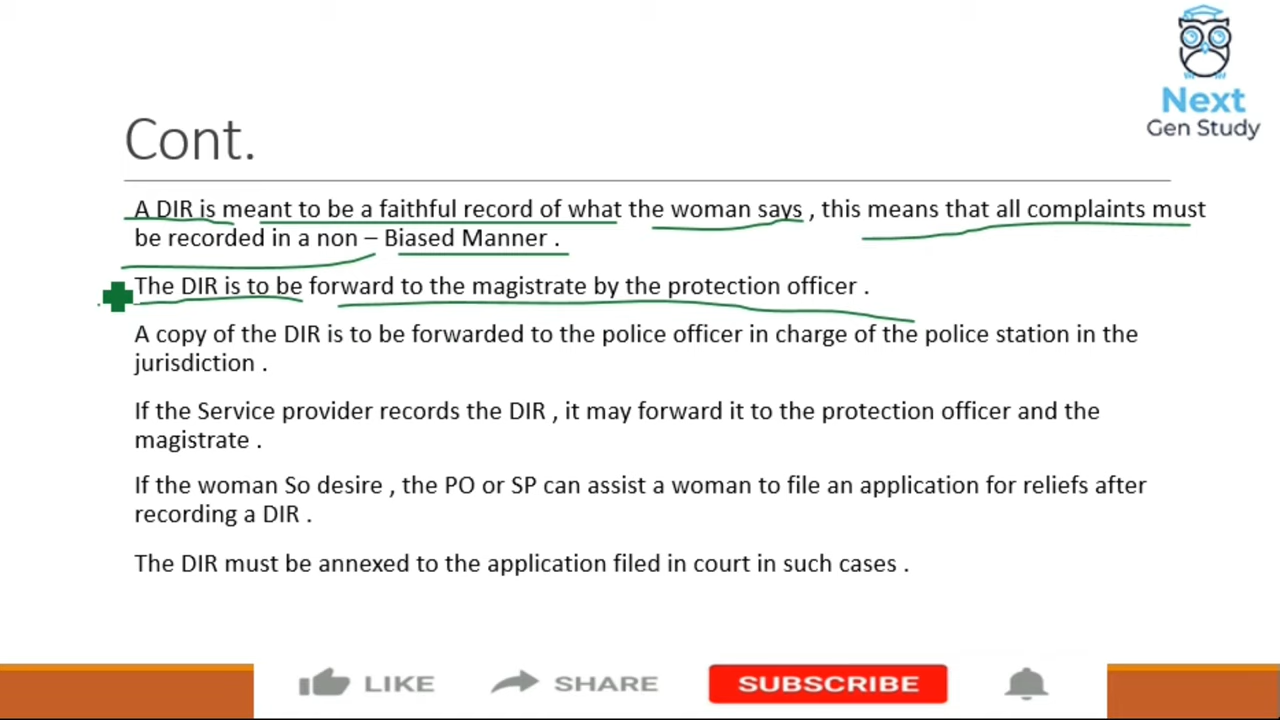 Next
Gen Study
Cont.
A DIR is meant to be a faithful record of what the woman says , this means that all complaints must
be recorded in a non – Biased Manner .
The DIR is to be forward to the magistrate by the protection officer .
A copy of the DIR is to be forwarded to the police officer in charge of the police station in the
jurisdiction .
If the Service provider records the DIR , it may forward it to the protection officer and the
magistrate .
If the woman So desire , the PO or SP can assist a woman to file an application for reliefs after
recording a DIR .
The DIR must be annexed to the application filed in court in such cases .
LIKE
SHARE
SUBSCRIBE